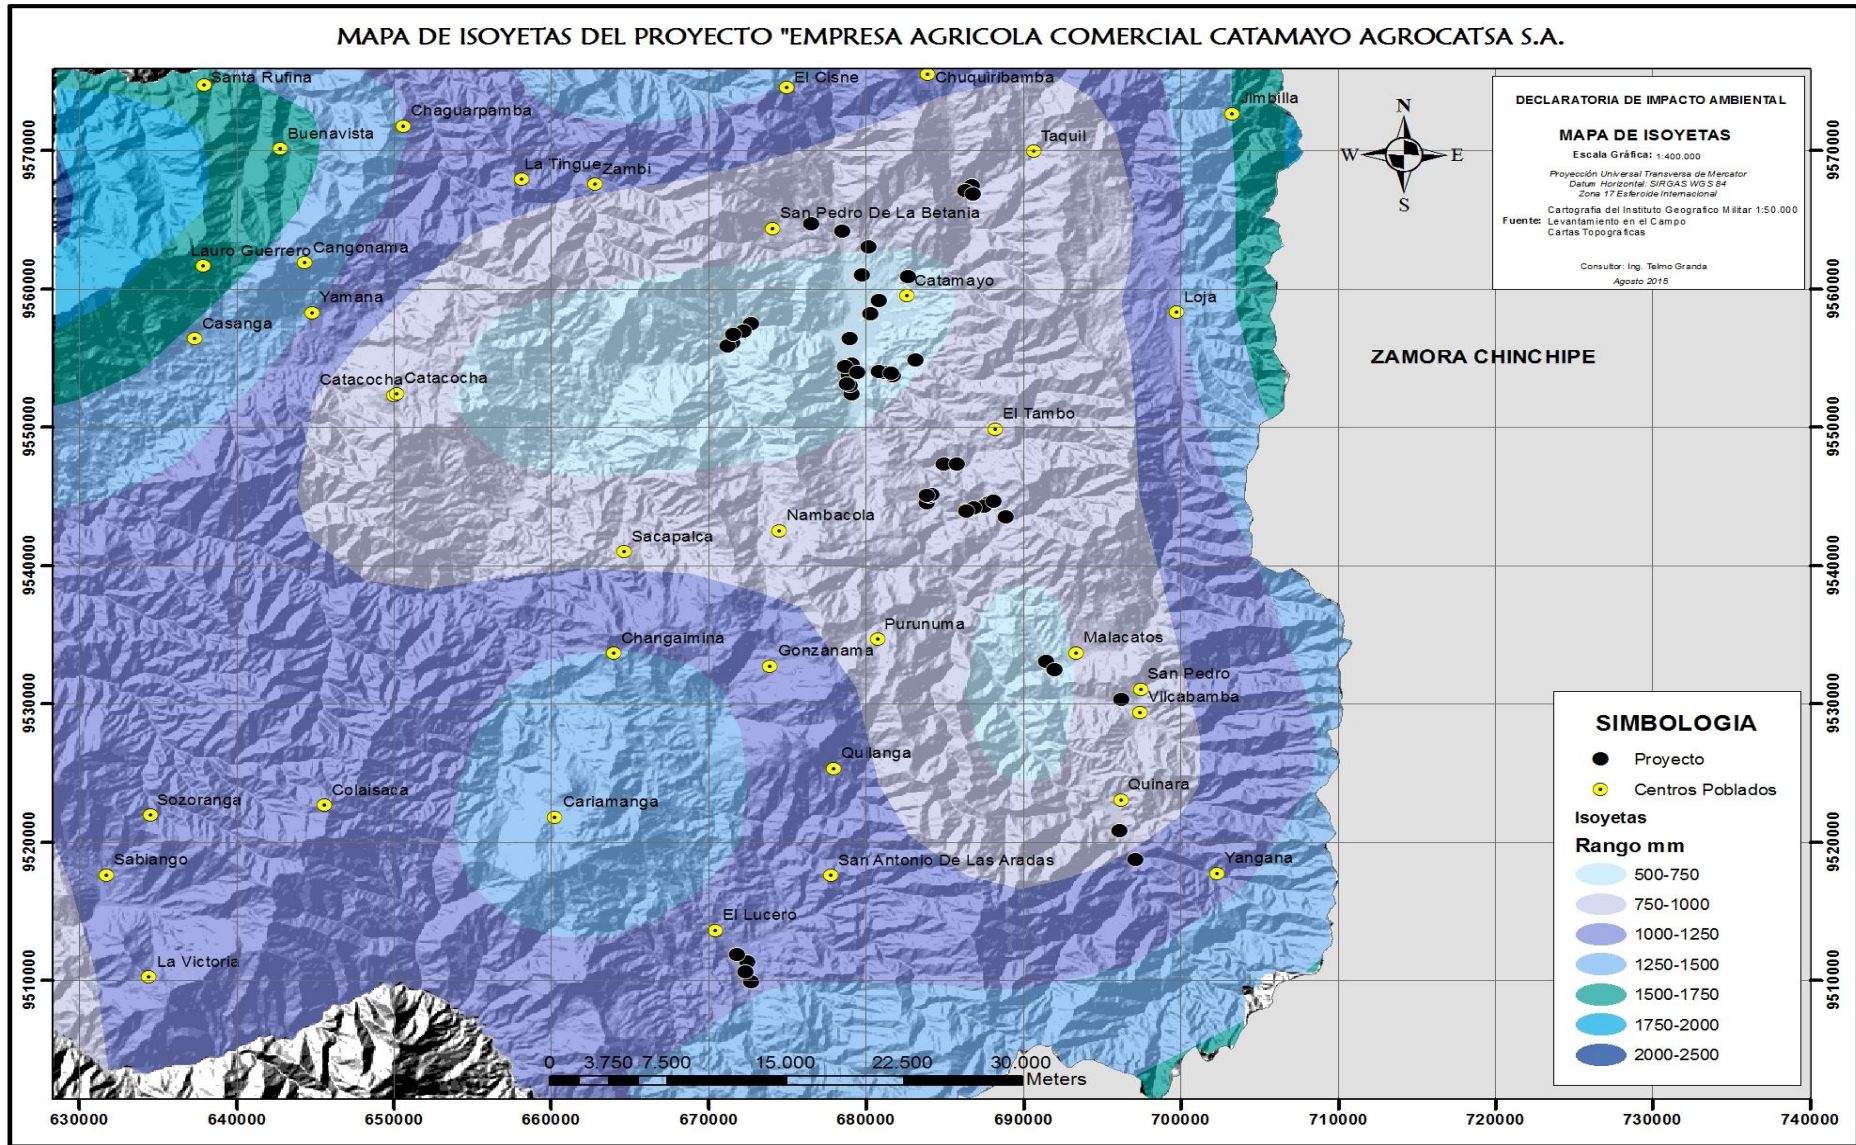 MAPA DE ISOYETAS DEL PROYECTO "EMPRESA AGRICOLA COMERCIAL CATAMAYO AGROCATSA S.A.
DECLARATORIA DE IMPACTO AMBIENTAL
MAPA DE ISOYETAS
Escala Gráfica: 1:400.000
Proyección Universal Transversa de Mercator
Datum Horizontal: SIRGAS WGS 84
Zona 17 Esferoide Internacional
Fuente: Cartografia del Instituto Geografico Militar 1:50.000
Levantamiento en el Campo
Cartas Topograficas
Consultor: Ing. Telmo Granda
Agosto 2015
N
W
E
S
Santa Rufina
El Cisne
Chuquiribamba
Jimbilla
Chaguarpamba
Buenavista
Taquil
La Tingue
Zambi
San Pedro De La Betania
Lauro Guerrero
Cangonama
Catamayo
Yamana
Loja
Casanga
ZAMORA CHINCHIPE
Catacocha
Catacocha
El Tambo
Nambacola
Sacapalca
Purunuma
Changaimina
Malacatos
Gonzanama
San Pedro
Vilcabamba
Quilanga
Quinara
Colaisaca
Sozoranga
Carlamanga
Sabiango
San Antonio De Las Aradas
Yangana
El Lucero
La Victoria
SIMBOLOGIA
Proyecto
Centros Poblados
Isoyetas
Rango mm
500-750
750-1000
1000-1250
1250-1500
1500-1750
1750-2000
2000-2500
0 3.750 7.500 15.000 22.500 30.000
Meters
9570000
9560000
9550000
9540000
9530000
9520000
9510000
9570000
9560000
9550000
9540000
9530000
9520000
9510000
630000 640000 650000 660000 670000 680000 690000 700000 710000 720000 730000 740000